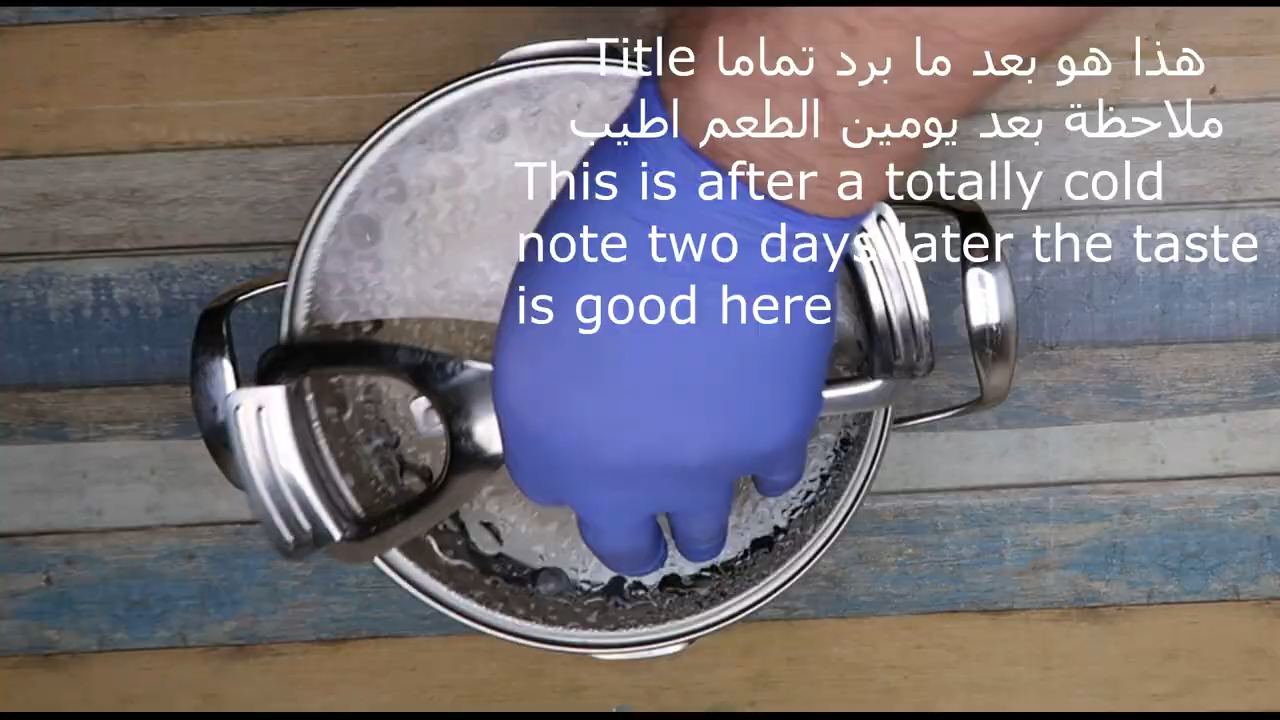 هذا هو بعد ما برد تماما Title
ملاحظة بعد يومين الطعم اطيب
This is after a totally cold
note two days later the taste
is good here